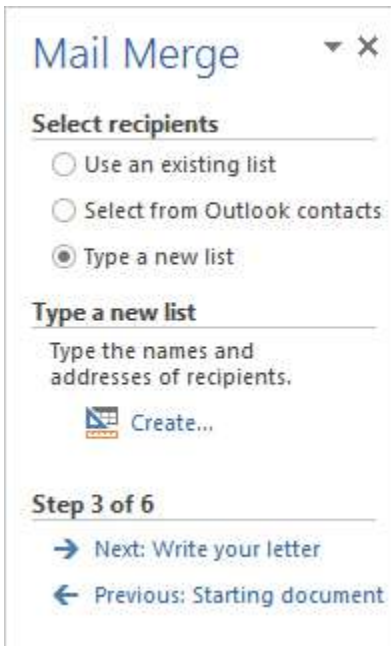 Mail Merge
Select recipients
Use an existing list
Select from Outlook contacts
Type a new list
Type a new list
Type the names and
addresses of recipients.
Create...
Step 3 of 6
Next: Write your letter
Previous: Starting document